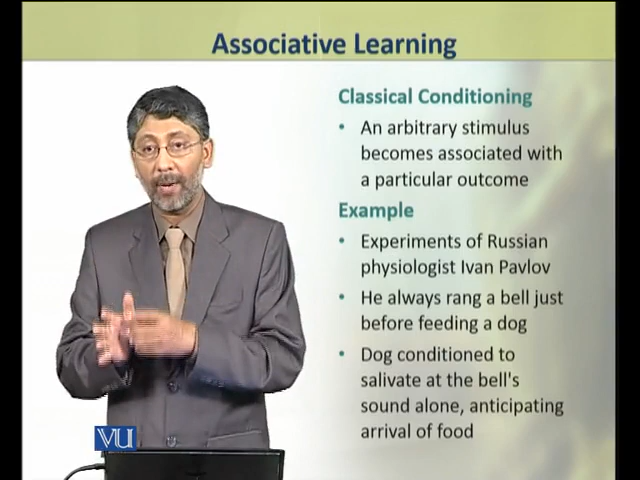 Associative Learning
Classical Conditioning
• An arbitrary stimulus
becomes associated with
a particular outcome
Example
• Experiments of Russian
physiologist Ivan Pavlov
• He always rang a bell just
before feeding a dog
• Dog conditioned to
salivate at the bell's
sound alone, anticipating
arrival of food
VU